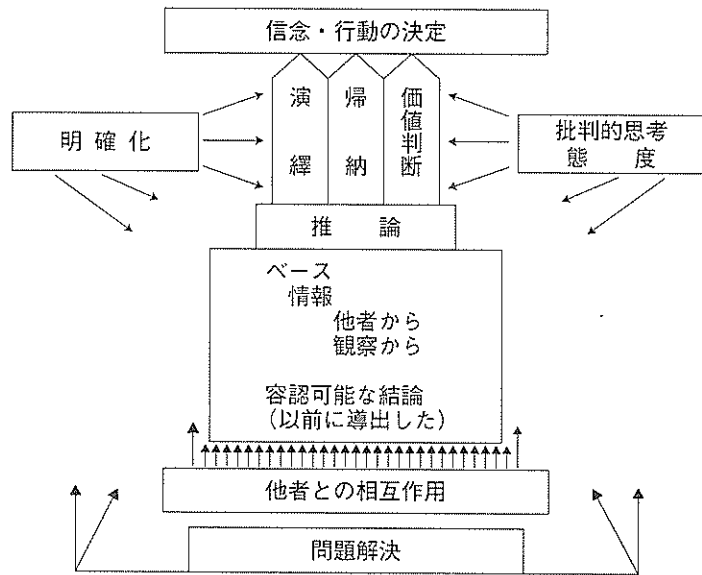 信念・行動の決定
演繹
帰納
価値判断
明確化
批判的思考
態度
推論
ベース
情報
他者から
観察から
容認可能な結論
（以前に導出した）
他者との相互作用
問題解決